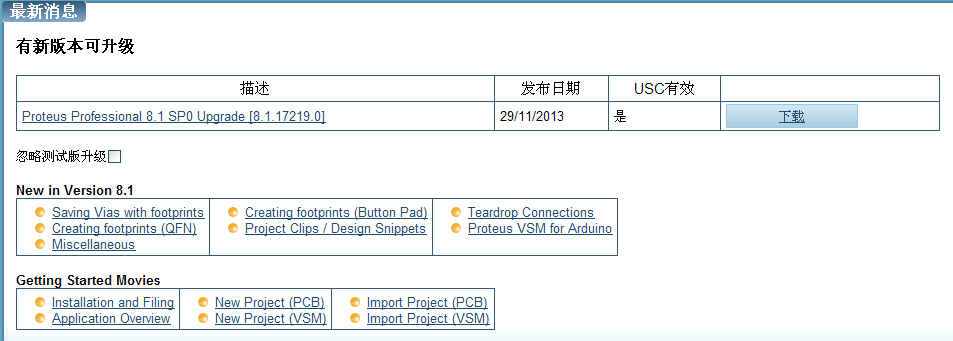 最新消息
有新版本可升级
描述 发布日期 USC有效
Proteus Professional 8.1 SP0 Upgrade [8.1.17219.0] 29/11/2013 是 下载
忽略测试版升级
New in Version 8.1
Saving Vias with footprints Creating footprints (Button Pad) Teardrop Connections
Creating footprints (QFN) Project Clips / Design Snippets Proteus VSM for Arduino
Miscellaneous
Getting Started Movies
Installation and Filing New Project (PCB) Import Project (PCB)
Application Overview New Project (VSM) Import Project (VSM)